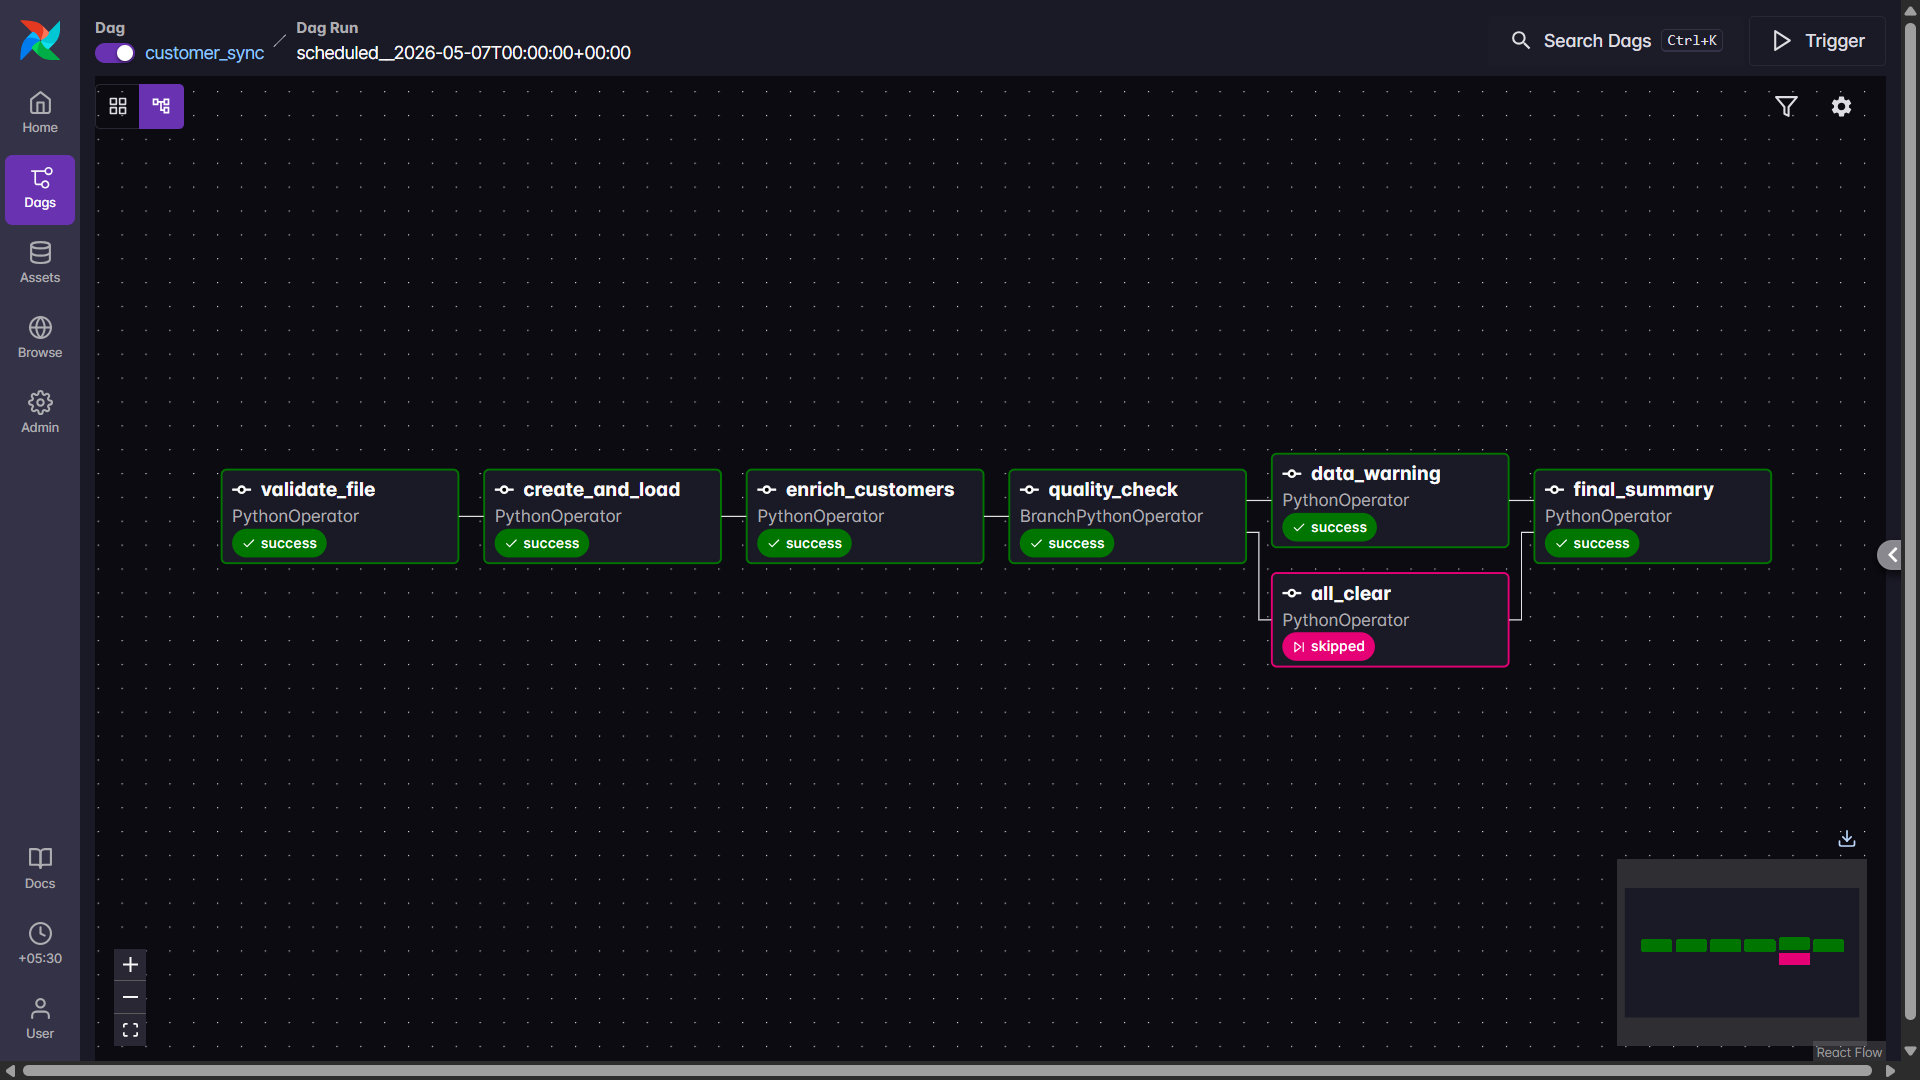 Dag
customer_sync
Dag Run
scheduled__2026-05-07T00:00:00+00:00
Search Dags
Ctrl+K
Trigger
Home
Dags
Assets
Browse
Admin
Docs
+05:30
User
validate_file
PythonOperator
success
create_and_load
PythonOperator
success
enrich_customers
PythonOperator
success
quality_check
BranchPythonOperator
success
data_warning
PythonOperator
success
all_clear
PythonOperator
skipped
final_summary
PythonOperator
success
React Flow